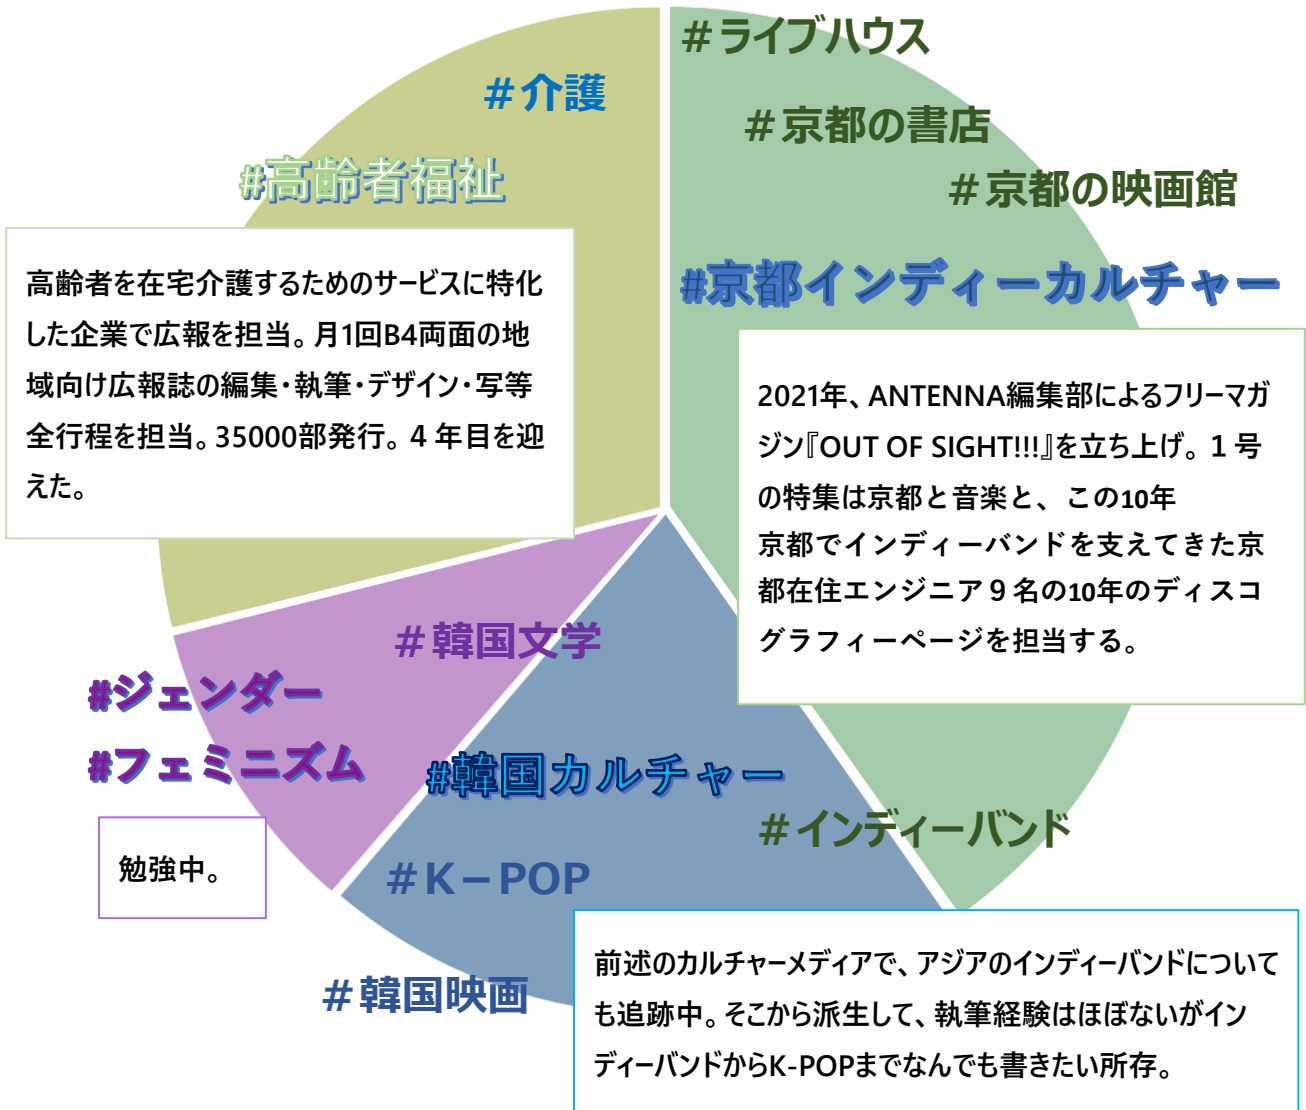 #ライブハウス
#介護
#京都の書店
#高齢者福祉
#京都の映画館
#京都インディーカルチャー
高齢者を在宅介護するためのサービスに特化
した企業で広報を担当。月1回B4両面の地
域向け広報誌の編集・執筆・デザイン・写等
全行程を担当。35000部発行。４年目を迎
えた。
2021年、ANTENNA編集部によるフリーマガ
ジン『OUT OF SIGHT!!!』を立ち上げ。１号
の特集は京都と音楽と、この10年
京都でインディーバンドを支えてきた京
都在住エンジニア９名の10年のディスコ
グラフィーページを担当する。
#韓国文学
#ジェンダー
#フェミニズム
#韓国カルチャー
#インディーバンド
勉強中。
#K－POP
#韓国映画
前述のカルチャーメディアで、アジアのインディーバンドについて
も追跡中。そこから派生して、執筆経験はほぼないがイン
ディーバンドからK-POPまでなんでも書きたい所存。